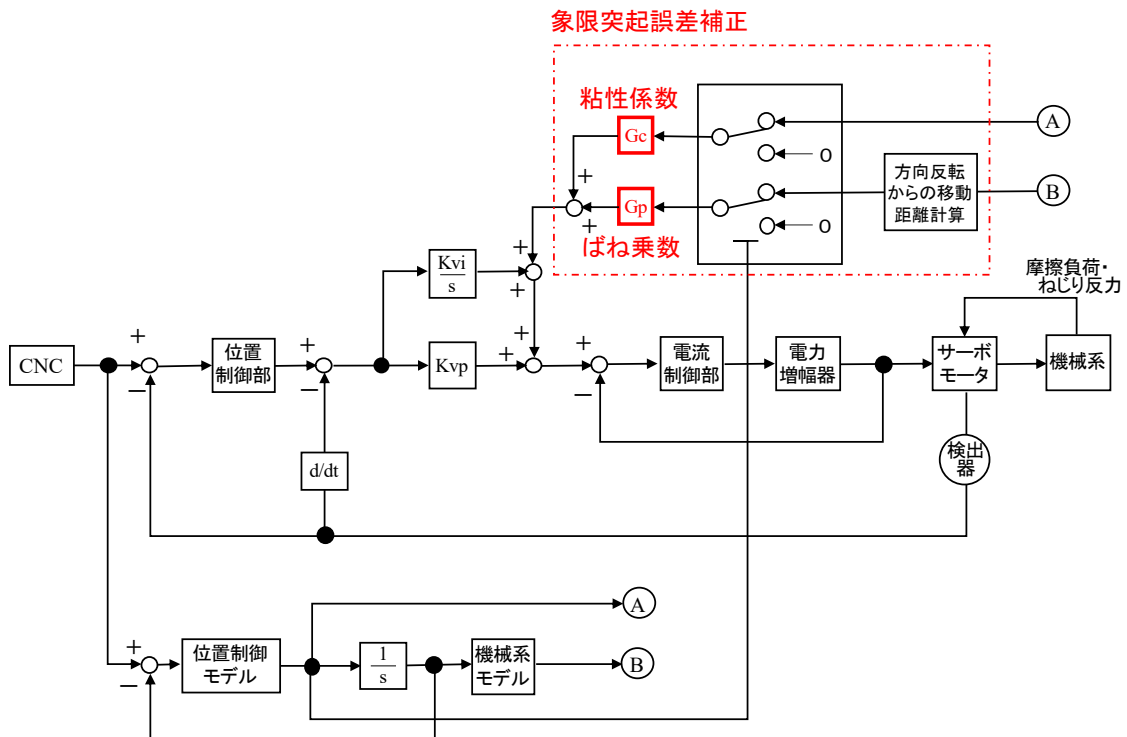 象限突起誤差補正
粘性係数
Gc
A
0
+
方向反転
からの移動
距離計算
B
Gp
+
ばね乗数
0
Kvi
s
+
+
摩擦負荷・
ねじり反力
CNC
+
−
位置
制御部
+
−
Kvp
+
+
+
−
電流
制御部
電力
増幅器
サーボ
モータ
機械系
検出
器
d/dt
A
+
−
位置制御
モデル
1
s
機械系
モデル
B